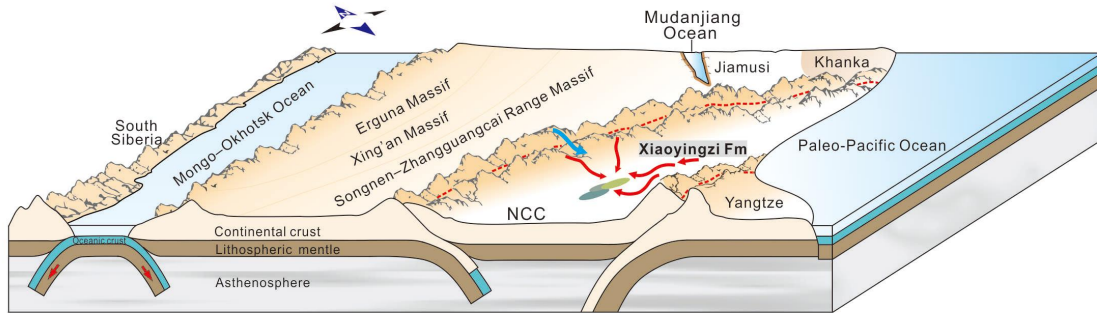 Mudanjiang
Ocean
Jiamusi
Khanka
South
Siberia
Mongo-Okhotsk Ocean
Erguna Massif
Xing'an Massif
Songnen–Zhangguangcai Range Massif
Xiaoyingzi Fm
Paleo-Pacific Ocean
NCC
Yangtze
Continental crust
Oceanic crust
Lithospheric mentle
Asthenosphere